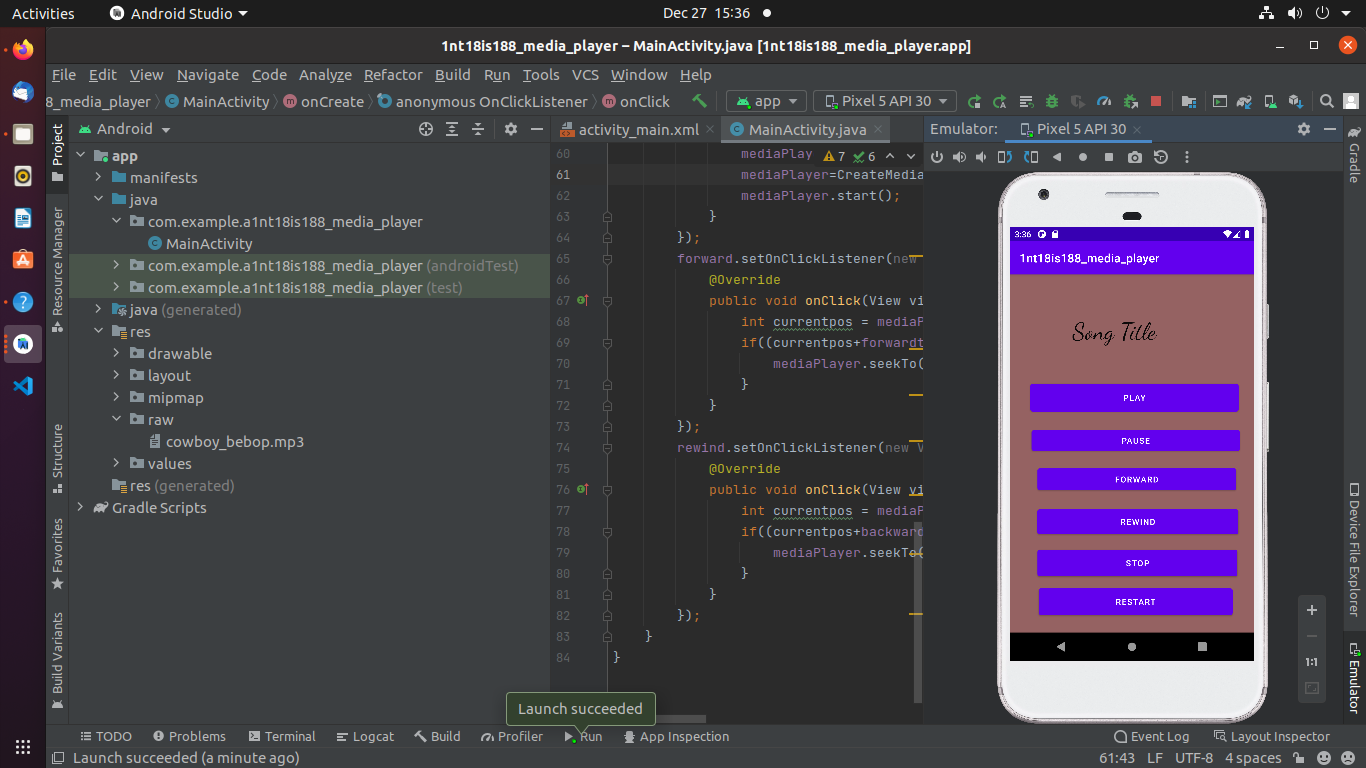 Activities Android Studio Dec 27 15:36
1nt18is188_media_player – MainActivity.java [1nt18is188_media_player.app]
File Edit View Navigate Code Analyze Refactor Build Run Tools VCS Window Help
8_media_player MainActivity onCreate anonymous OnClickListener onClick app Pixel 5 API 30
Project
Resource Manager
Structure
Favorites
Build Variants
Android
app
manifests
java
com.example.a1nt18is188_media_player
MainActivity
com.example.a1nt18is188_media_player (androidTest)
com.example.a1nt18is188_media_player (test)
java (generated)
res
drawable
layout
mipmap
raw
cowboy_bebop.mp3
values
res (generated)
Gradle Scripts
activity_main.xml MainActivity.java
7 6
60 mediaPlay
61 mediaPlayer=CreateMedia
62 mediaPlayer.start();
63 }
64 });
65 forward.setOnClickListener(new
66 @Override
67 public void onClick(View vi
68 int currentpos = mediaP
69 if((currentpos+forwardt
70 mediaPlayer.seekTo(
71 }
72 }
73 });
74 rewind.setOnClickListener(new V
75 @Override
76 public void onClick(View vi
77 int currentpos = mediaP
78 if((currentpos+backward
79 mediaPlayer.seekTo(
80 }
81 }
82 });
83 }
84 }
Emulator: Pixel 5 API 30
3:36
1nt18is188_media_player
Song Title
PLAY
PAUSE
FORWARD
REWIND
STOP
RESTART
1:1
Gradle
Device File Explorer
Emulator
Launch succeeded
TODO Problems Terminal Logcat Build Profiler Run App Inspection Event Log Layout Inspector
Launch succeeded (a minute ago) 61:43 LF UTF-8 4 spaces